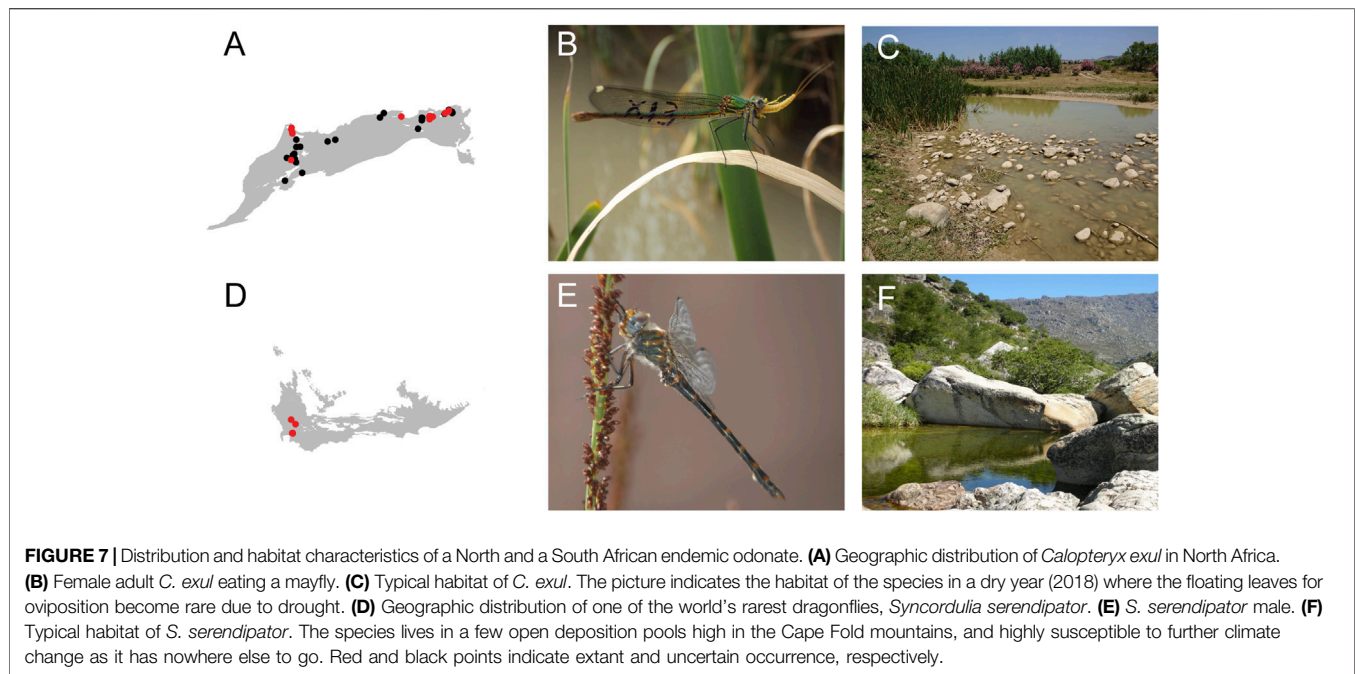 A
B
C
D
E
F
FIGURE 7 | Distribution and habitat characteristics of a North and a South African endemic odonate. (A) Geographic distribution of Calopteryx exul in North Africa.
(B) Female adult C. exul eating a mayfly. (C) Typical habitat of C. exul. The picture indicates the habitat of the species in a dry year (2018) where the floating leaves for
oviposition become rare due to drought. (D) Geographic distribution of one of the world's rarest dragonflies, Syncordulia serendipator. (E) S. serendipator male. (F)
Typical habitat of S. serendipator. The species lives in a few open deposition pools high in the Cape Fold mountains, and highly susceptible to further climate
change as it has nowhere else to go. Red and black points indicate extant and uncertain occurrence, respectively.